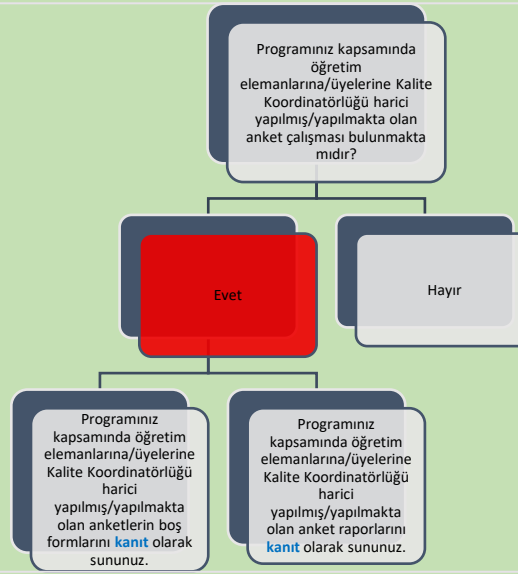 Programınız kapsamında
öğretim
elemanlarına/üyelerine Kalite
Koordinatörlüğü harici
yapılmış/yapılmakta olan
anket çalışması bulunmakta
mıdır?
Evet
Hayır
Programınız
kapsamında öğretim
elemanlarına/üyelerine
Kalite Koordinatörlüğü
harici
yapılmış/yapılmakta
olan anketlerin boş
formlarını kanıt olarak
sununuz.
Programınız
kapsamında öğretim
elemanlarına/üyelerine
Kalite Koordinatörlüğü
harici
yapılmış/yapılmakta
olan anket raporlarını
kanıt olarak sununuz.